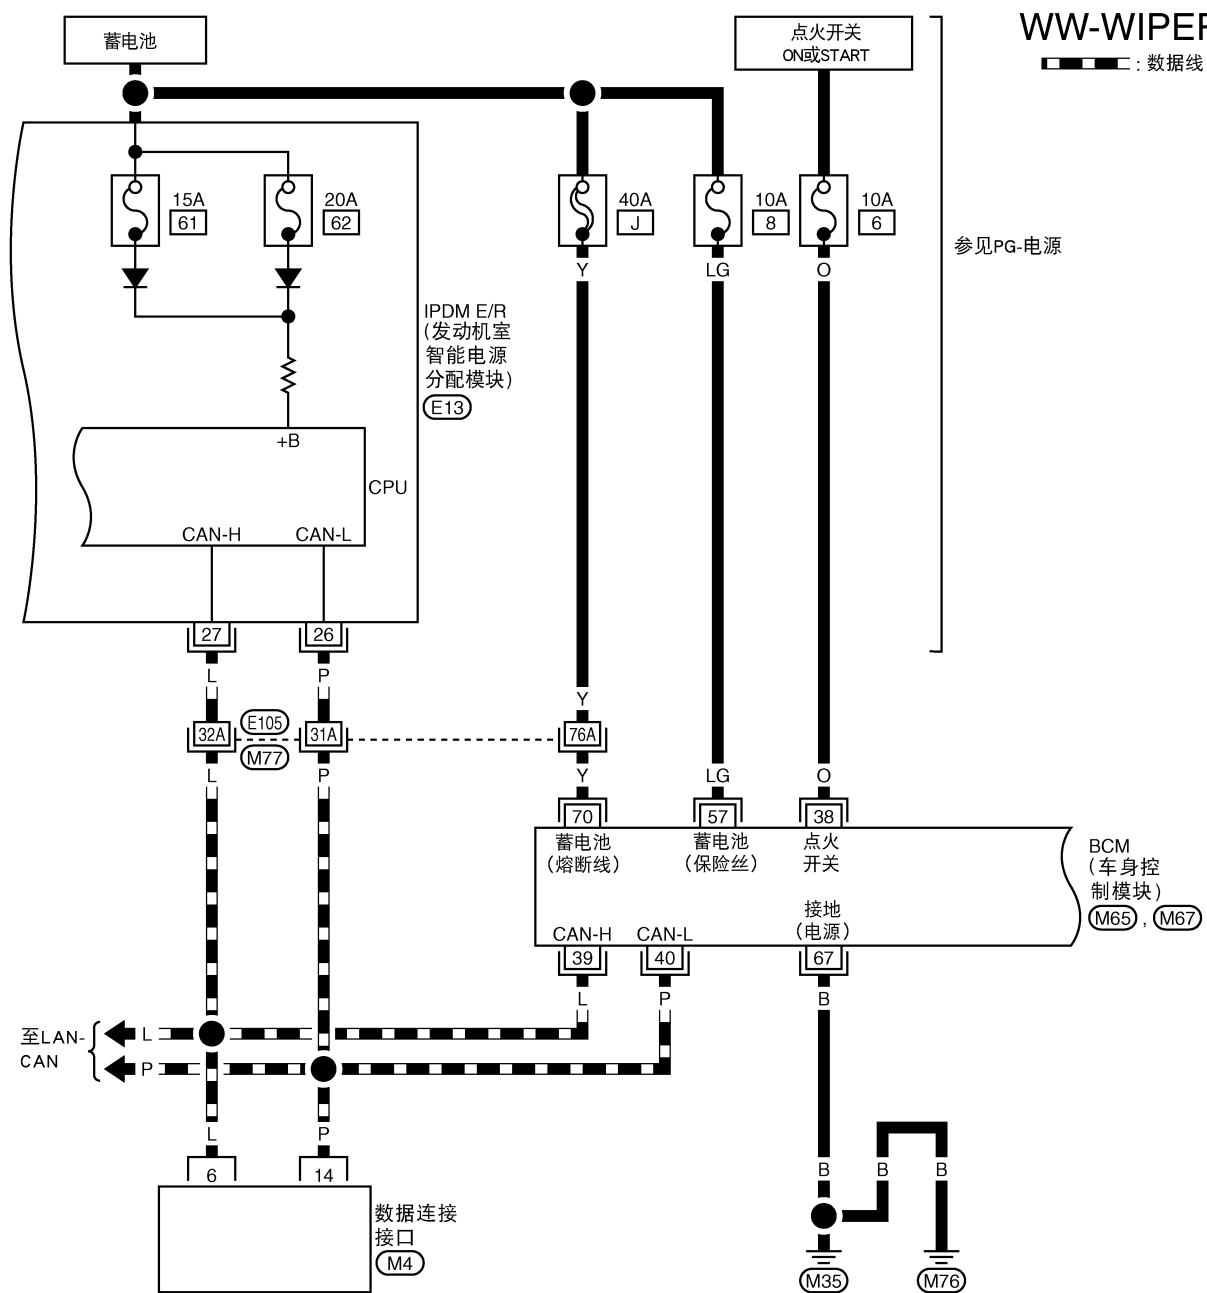 WW-WIPER
: 数据线
蓄电池
点火开关
ON或START
15A
61
20A
62
40A
J
10A
8
10A
6
Y
LG
O
参见PG-电源
IPDM E/R
(发动机室
智能电源
分配模块)
E13
+B
CPU
CAN-H
CAN-L
27
26
L
P
Y
32A
E105
31A
76A
M77
L
P
Y
LG
O
70
57
38
蓄电池
(熔断线)
蓄电池
(保险丝)
点火
开关
BCM
(车身控
制模块)
M65 , M67
接地
(电源)
CAN-H
CAN-L
39
40
67
L
P
B
至LAN-
CAN
L
P
L
P
B
B
B
6
14
数据连接
接口
M4
M35
M76